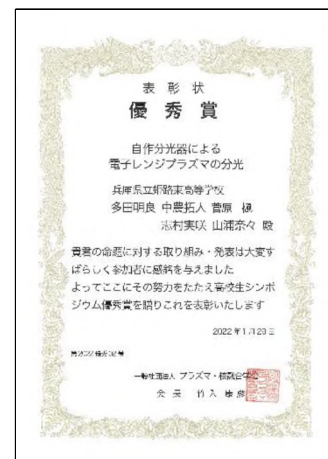 表彰状
優秀賞
自作分光器による
電子レンジプラズマの分光
兵庫県立姫路東高等学校
多田明良 中農拓人 菅原 楓
志村実咲 山浦奈々 殿
貴君の命題に対する取り組み・発表は大変す
ばらしく参加者に感銘を与えました
よってここにその努力をたたえ高校生シンポ
ジウム優秀賞を贈りこれを表彰いたします
2022年1月23日
一般社団法人 プラズマ・核融合学会
会長 竹入康彦